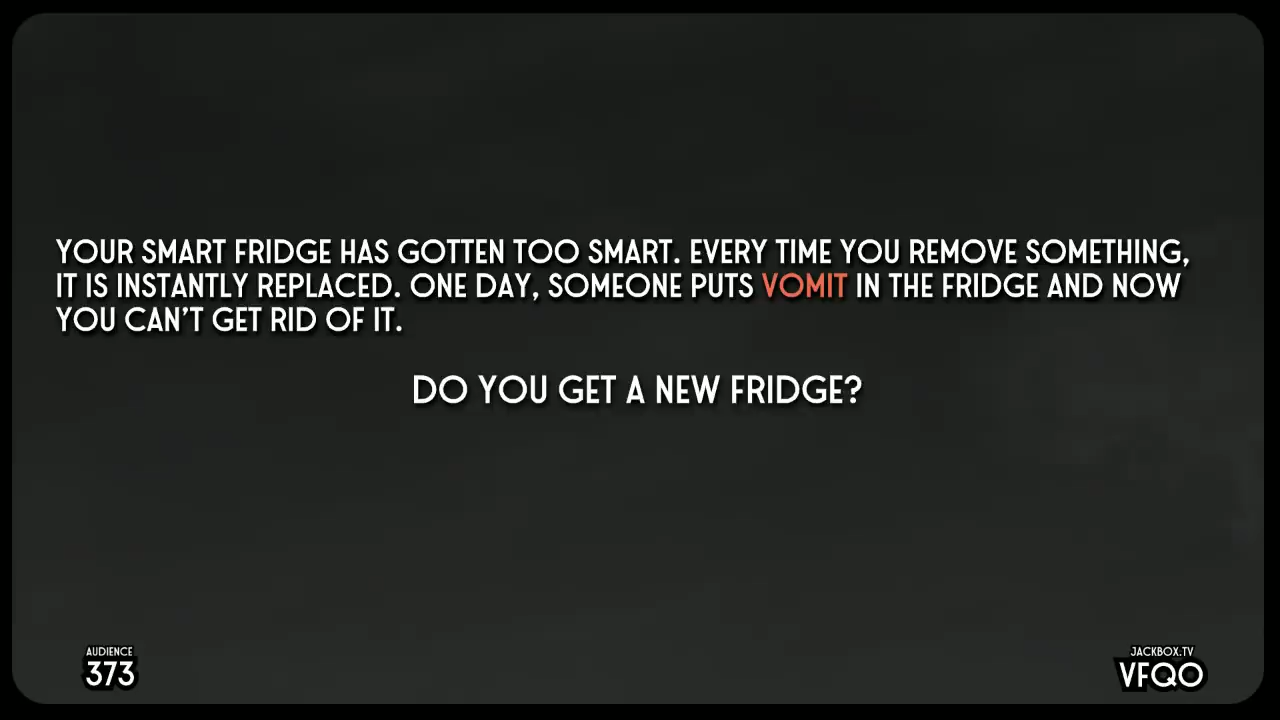 YOUR SMART FRIDGE HAS GOTTEN TOO SMART. EVERY TIME YOU REMOVE SOMETHING,
IT IS INSTANTLY REPLACED. ONE DAY, SOMEONE PUTS VOMIT IN THE FRIDGE AND NOW
YOU CAN'T GET RID OF IT.
DO YOU GET A NEW FRIDGE?
AUDIENCE
373
JACKBOX.TV
VFQO